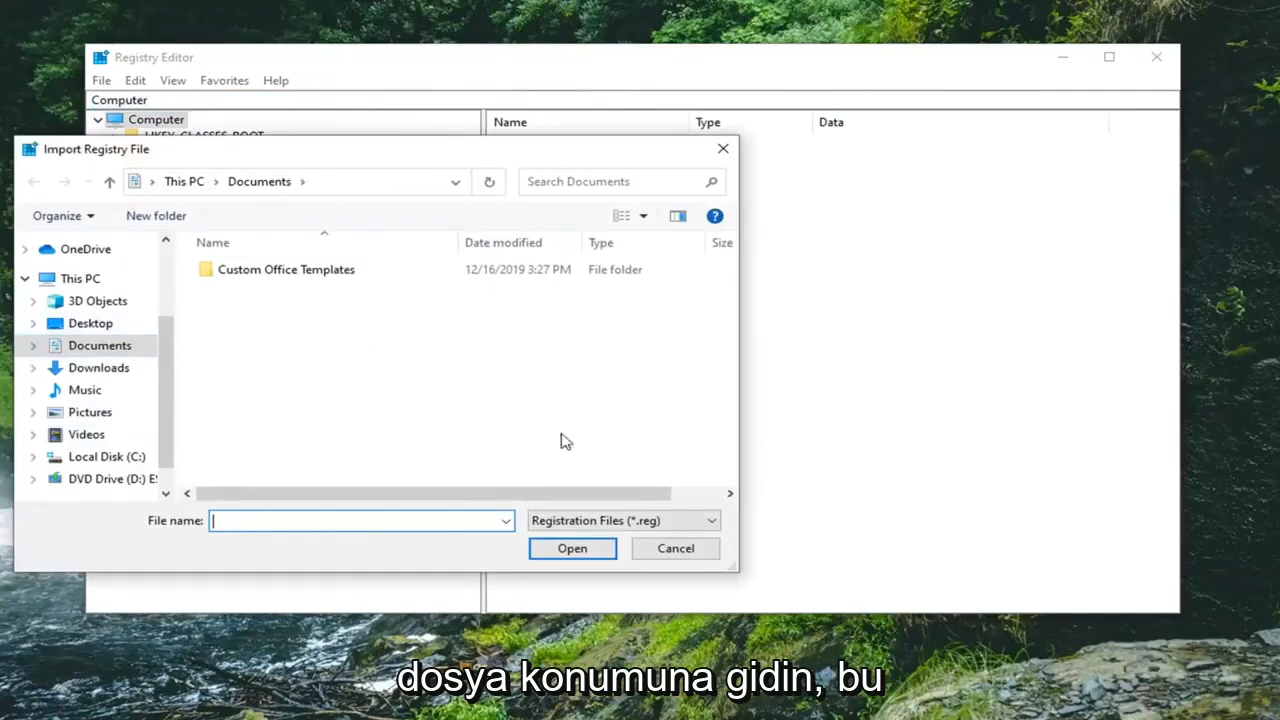 Registry Editor
File Edit View Favorites Help
Computer
Computer
Name Type Data
HKEY_CLASSES_ROOT
Import Registry File
This PC > Documents >
Search Documents
Organize
New folder
Name Date modified Type Size
OneDrive
Custom Office Templates 12/16/2019 3:27 PM File folder
This PC
3D Objects
Desktop
Documents
Downloads
Music
Pictures
Videos
Local Disk (C:)
DVD Drive (D:) ES
File name:
Registration Files (*.reg)
Open Cancel
dosya konumuna gidin, bu